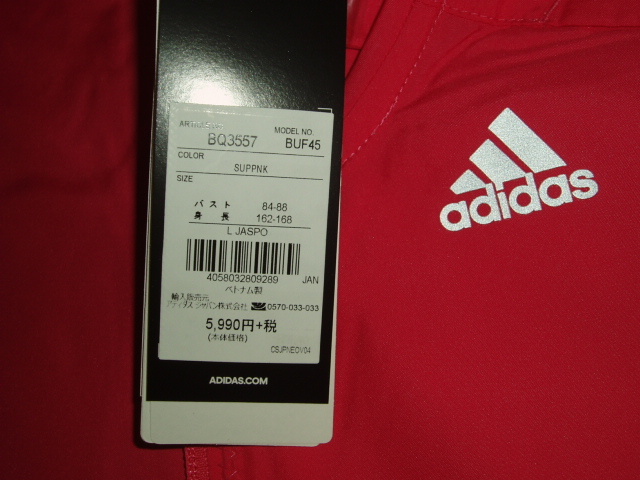 ARTICLE NO. MODEL NO.
BQ3557 BUF45
COLOR
SUPPNK
SIZE
バスト 84-88
身長 162-168
L JASPO
4058032809289 JAN
ベトナム製
輸入販売元
アディダス ジャパン株式会社 0570-033-033
5,990円+税
(本体価格)
CSJPNEOV04
ADIDAS.COM
adidas